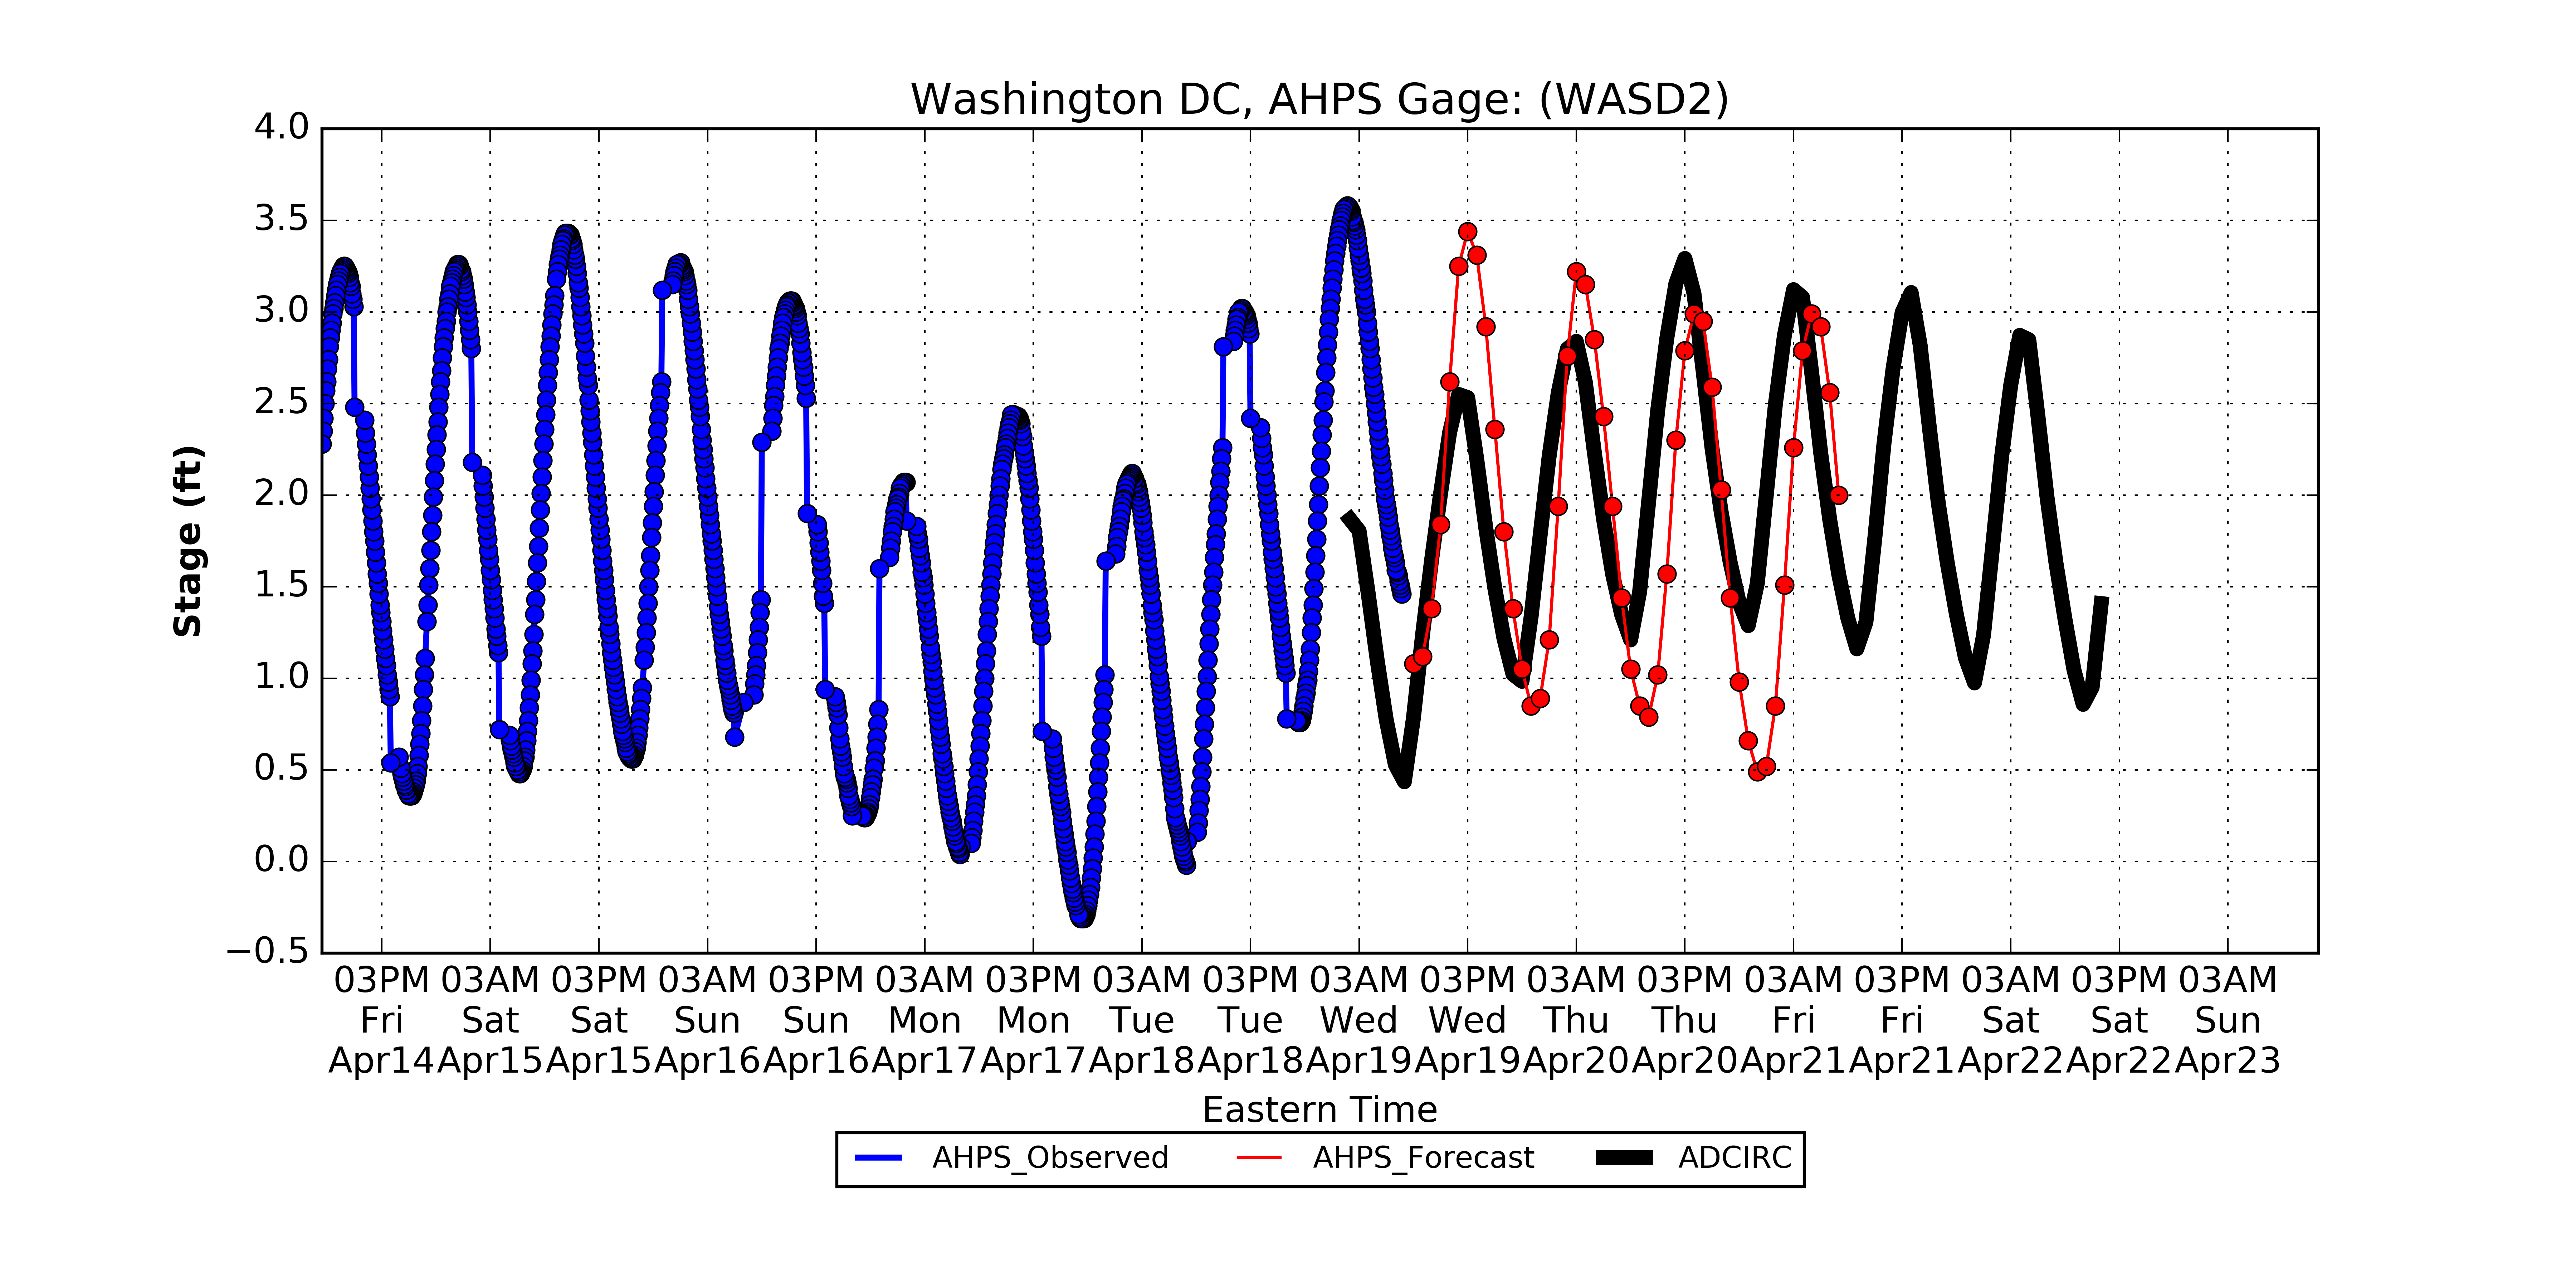 Washington DC, AHPS Gage: (WASD2)
4.0
3.5
3.0
2.5
2.0
1.5
1.0
0.5
0.0
−0.5
Stage (ft)
03PM 03AM 03PM 03AM 03PM 03AM 03PM 03AM 03PM 03AM 03PM 03AM 03PM 03AM 03PM 03AM 03PM 03AM
Fri Sat Sat Sun Sun Mon Mon Tue Tue Wed Wed Thu Thu Fri Fri Sat Sat Sun
Apr14 Apr15 Apr15 Apr16 Apr16 Apr17 Apr17 Apr18 Apr18 Apr19 Apr19 Apr20 Apr20 Apr21 Apr21 Apr22 Apr22 Apr23
Eastern Time
AHPS_Observed AHPS_Forecast ADCIRC